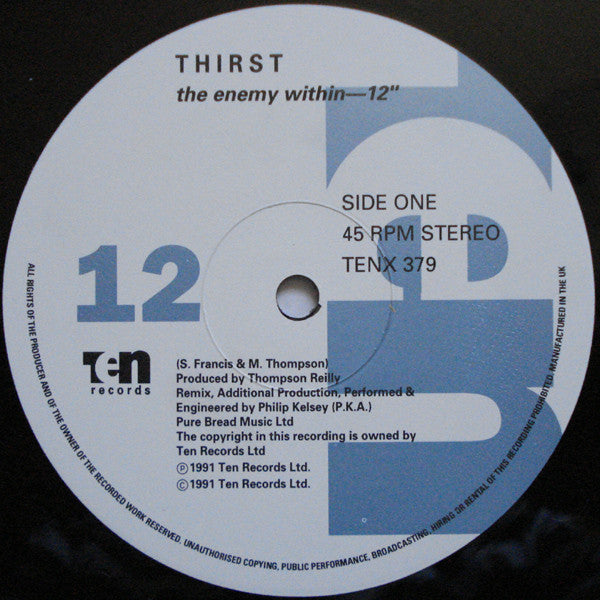 THIRST
the enemy within—12"
SIDE ONE
45 RPM STEREO
TENX 379
12
Ten
records
(S. Francis & M. Thompson)
Produced by Thompson Reilly
Remix, Additional Production, Performed &
Engineered by Philip Kelsey (P.K.A.)
Pure Bread Music Ltd
The copyright in this recording is owned by
Ten Records Ltd
Ⓟ 1991 Ten Records Ltd.
© 1991 Ten Records Ltd.
ALL RIGHTS OF THE PRODUCER AND OF THE OWNER OF THE RECORDED WORK RESERVED. UNAUTHORISED COPYING, PUBLIC PERFORMANCE, BROADCASTING, HIRING OR RENTAL OF THIS RECORDING PROHIBITED. MANUFACTURED IN THE UK